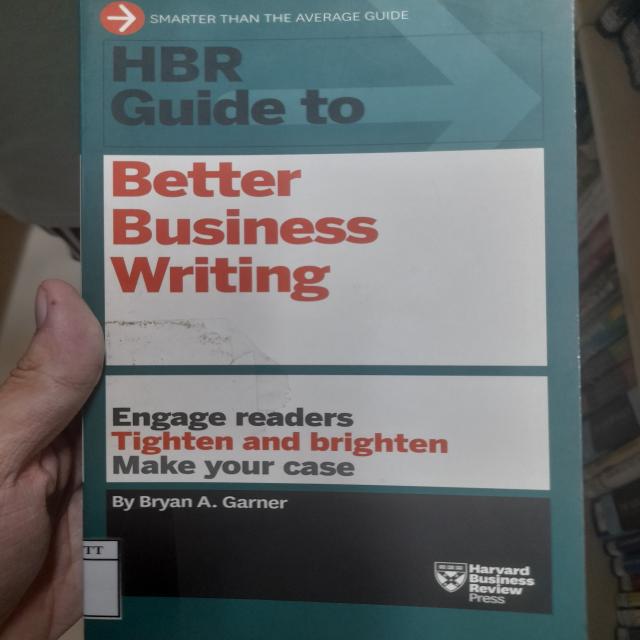 SMARTER THAN THE AVERAGE GUIDE
HBR
Guide to
Better
Business
Writing
Engage readers
Tighten and brighten
Make your case
By Bryan A. Garner
TT
Harvard
Business
Review
Press